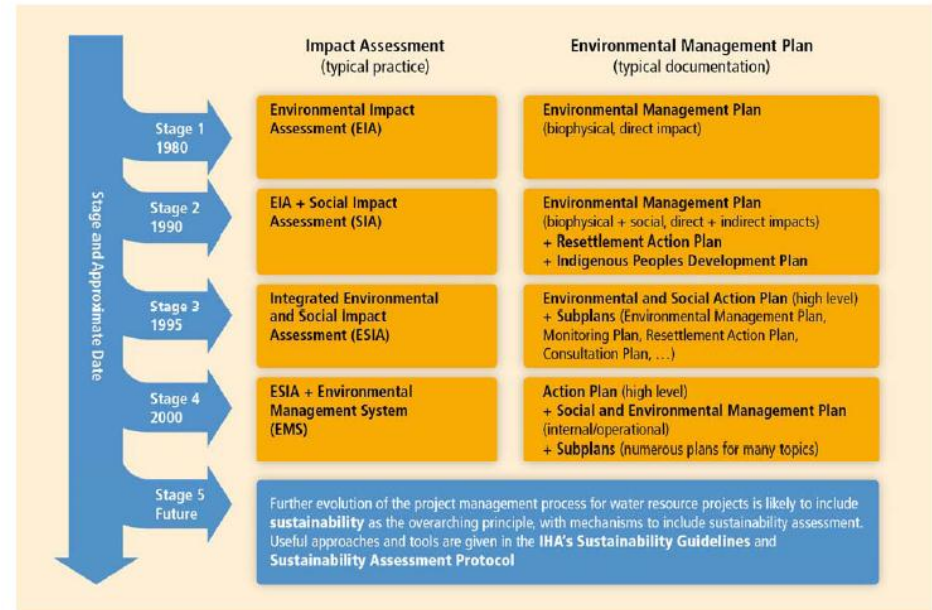 Impact Assessment
(typical practice)
Environmental Management Plan
(typical documentation)
Stage and Approximate Date
Stage 1
1980
Environmental Impact
Assessment (EIA)
Environmental Management Plan
(biophysical, direct impact)
Stage 2
1990
EIA + Social Impact
Assessment (SIA)
Environmental Management Plan
(biophysical + social, direct + indirect impacts)
+ Resettlement Action Plan
+ Indigenous Peoples Development Plan
Stage 3
1995
Integrated Environmental
and Social Impact
Assessment (ESIA)
Environmental and Social Action Plan (high level)
+ Subplans (Environmental Management Plan,
Monitoring Plan, Resettlement Action Plan,
Consultation Plan, …)
Stage 4
2000
ESIA + Environmental
Management System
(EMS)
Action Plan (high level)
+ Social and Environmental Management Plan
(internal/operational)
+ Subplans (numerous plans for many topics)
Stage 5
Future
Further evolution of the project management process for water resource projects is likely to include
sustainability as the overarching principle, with mechanisms to include sustainability assessment.
Useful approaches and tools are given in the IHA's Sustainability Guidelines and
Sustainability Assessment Protocol